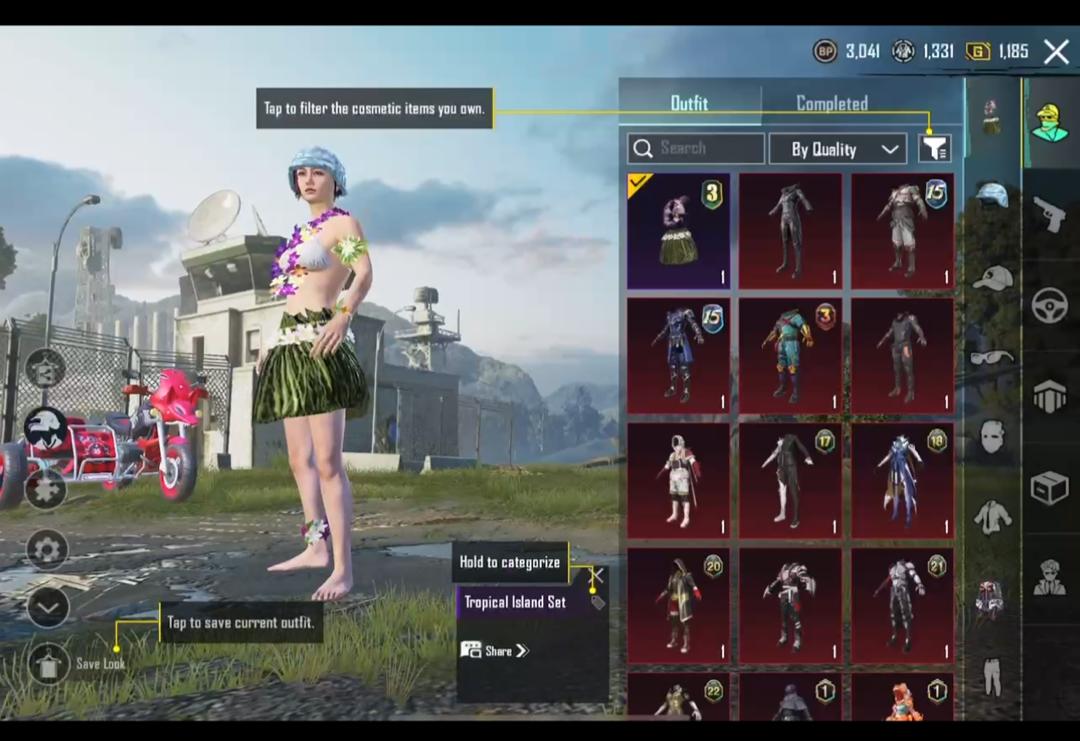 BP 3,041 1,331 G 1,185
Tap to filter the cosmetic items you own.
Outfit Completed
Search By Quality
3 15
1 1 1
15 3
1 1 1
17 18
1 1 1
Hold to categorize
20 21
Tropical Island Set
Tap to save current outfit.
Share
1 1 1
Save Look
22 1 1